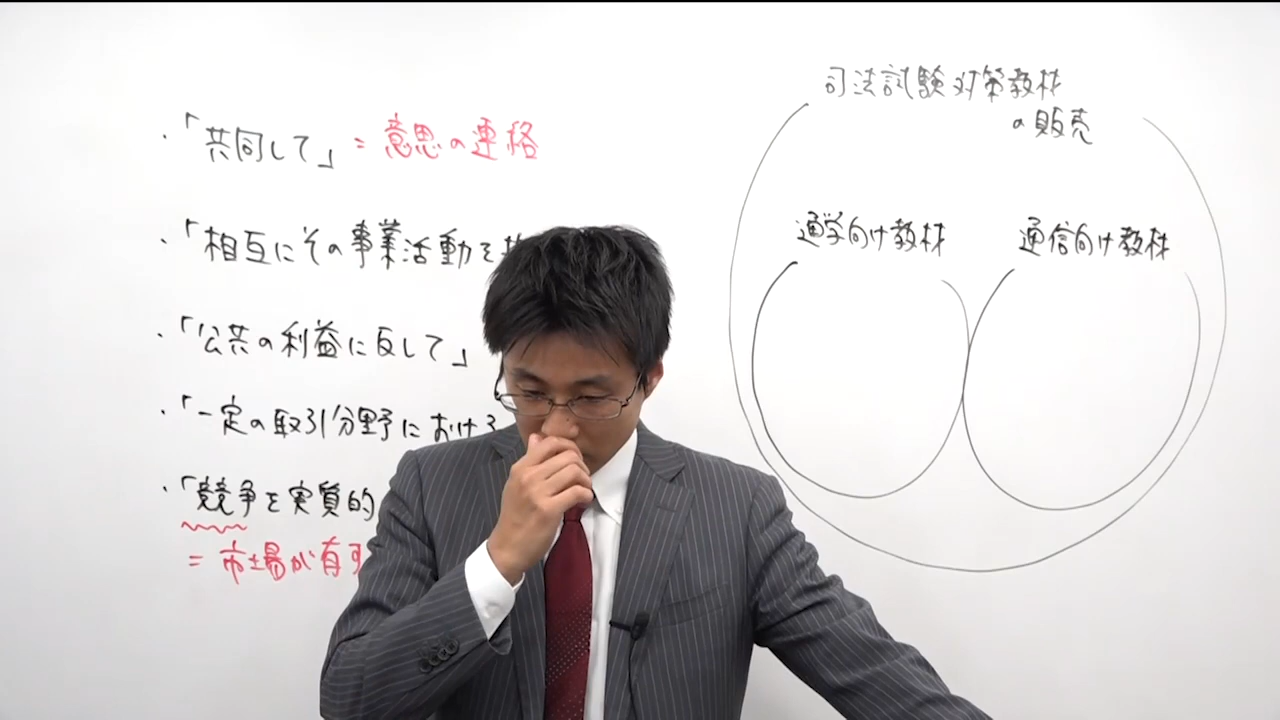 ・「共同して」=意思の連絡
・「相互にその事業活動を
・「公共の利益に反して」
・「一定の取引分野における
・「競争を実質的
=市場が有
司法試験対策教材
の販売
通学向け教材
通信向け教材